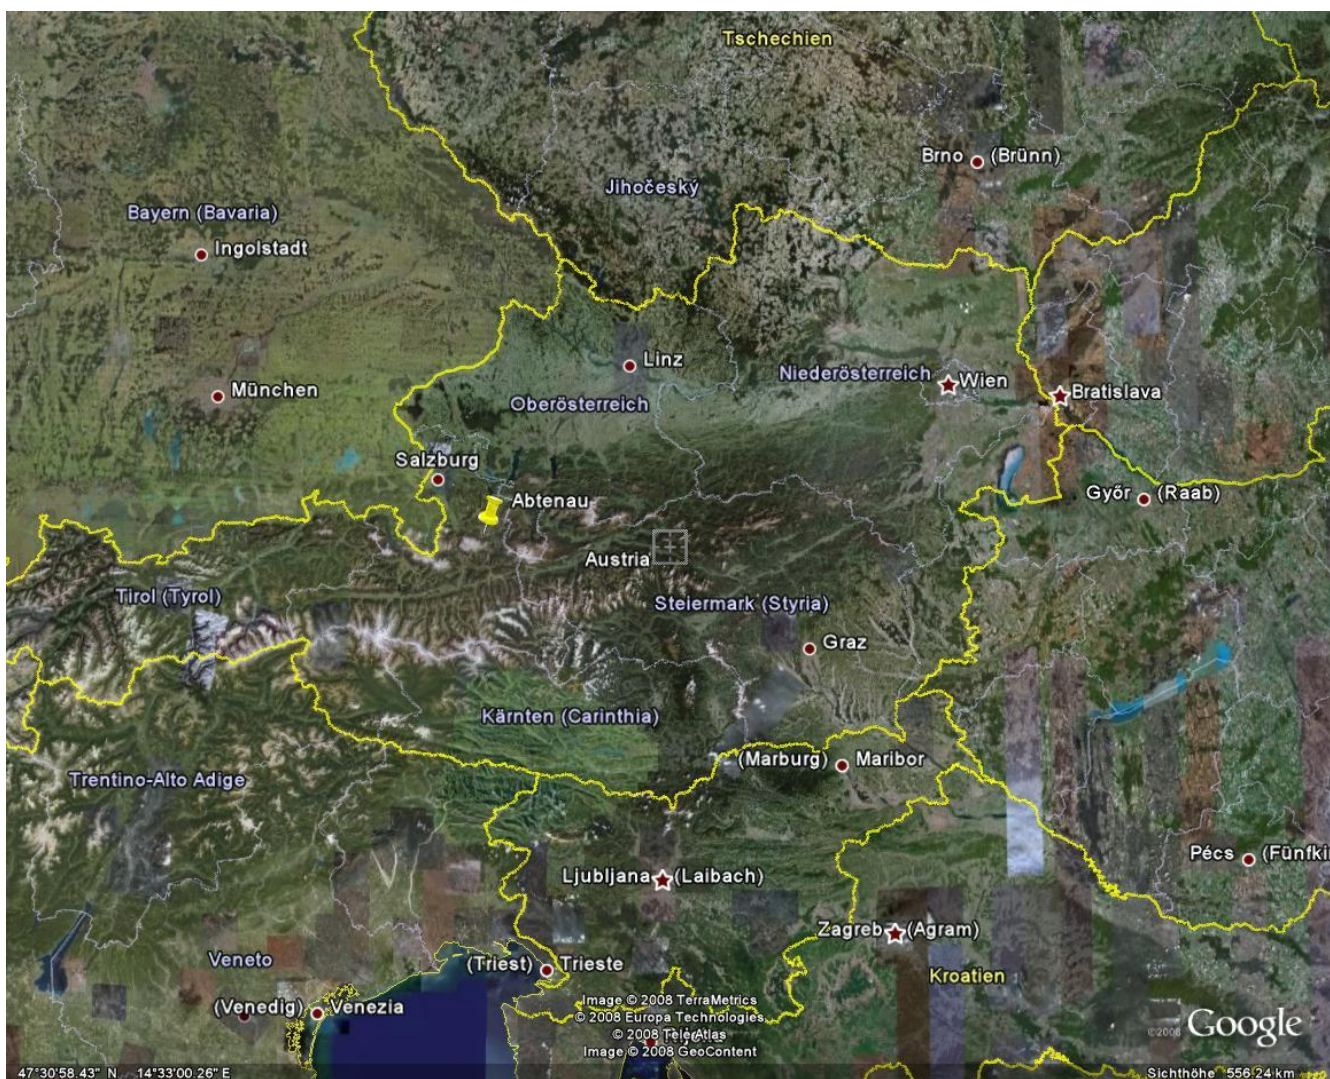 Tschechien
Brno (Brünn)
Jihočeský
Bayern (Bavaria)
Ingolstadt
Linz
Niederösterreich
Wien
München
Bratislava
Oberösterreich
Salzburg
Győr (Raab)
Abtenau
Austria
Tirol (Tyrol)
Steiermark (Styria)
Graz
Kärnten (Carinthia)
(Marburg) Maribor
Trentino-Alto Adige
Pécs (Fünfki
Ljubljana (Laibach)
Zagreb (Agram)
Veneto
(Triest) Trieste
Kroatien
(Venedig) Venezia
Image © 2008 TerraMetrics
© 2008 Europa Technologies
© 2008 Tele Atlas
Image © 2008 GeoContent
©2008 Google
47°30'58.43" N 14°33'00.26" E
Sichthöhe 556.24 km